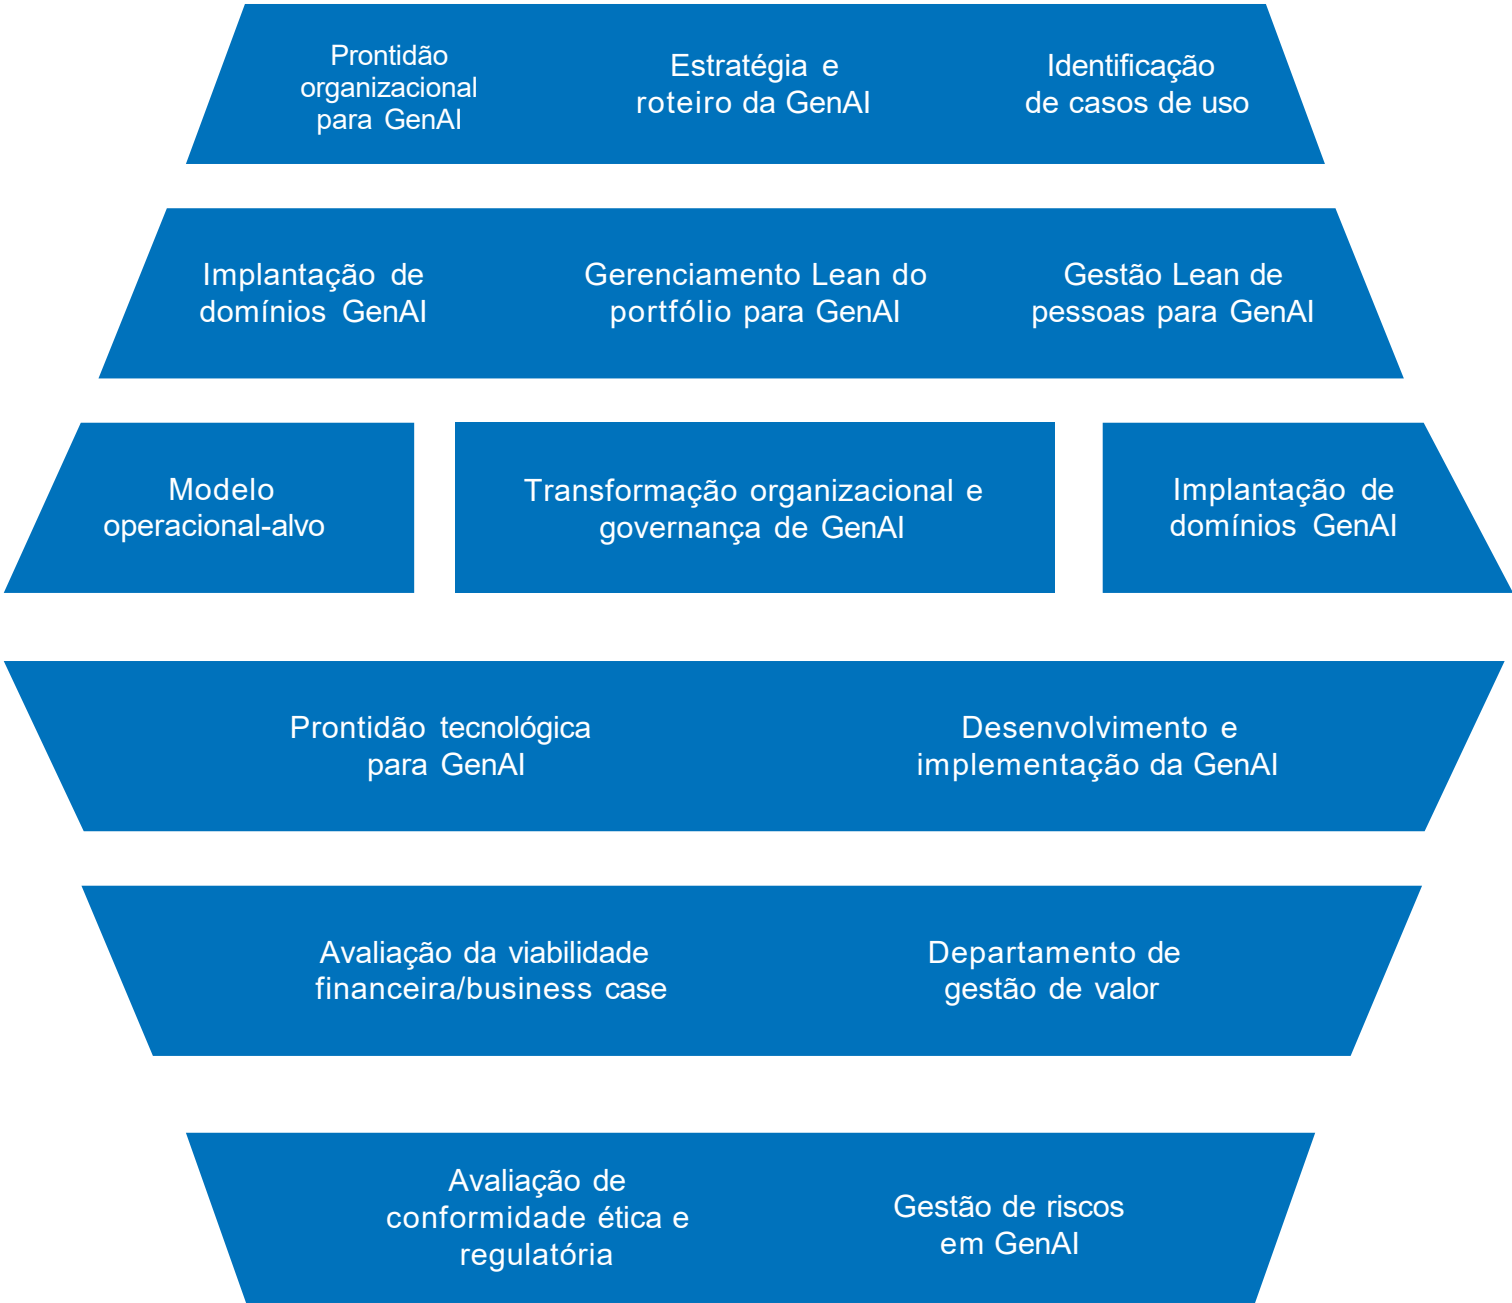 Prontidão
organizacional
para GenAI
Estratégia e
roteiro da GenAI
Identificação
de casos de uso
Implantação de
domínios GenAI
Gerenciamento Lean do
portfólio para GenAI
Gestão Lean de
pessoas para GenAI
Modelo
operacional-alvo
Transformação organizacional e
governança de GenAI
Implantação de
domínios GenAI
Prontidão tecnológica
para GenAI
Desenvolvimento e
implementação da GenAI
Avaliação da viabilidade
financeira/business case
Departamento de
gestão de valor
Avaliação de
conformidade ética e
regulatória
Gestão de riscos
em GenAI